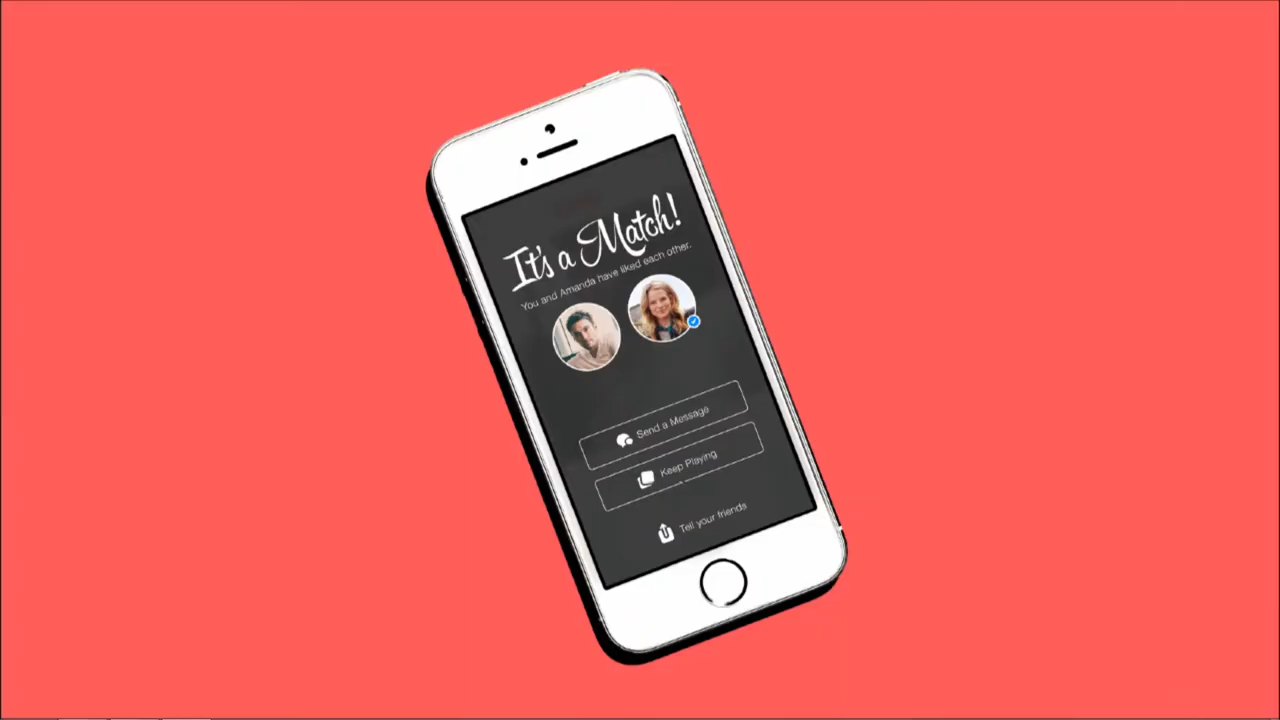 It's a Match!
You and Amanda have liked each other.
Send a Message
Keep Playing
Tell your friends